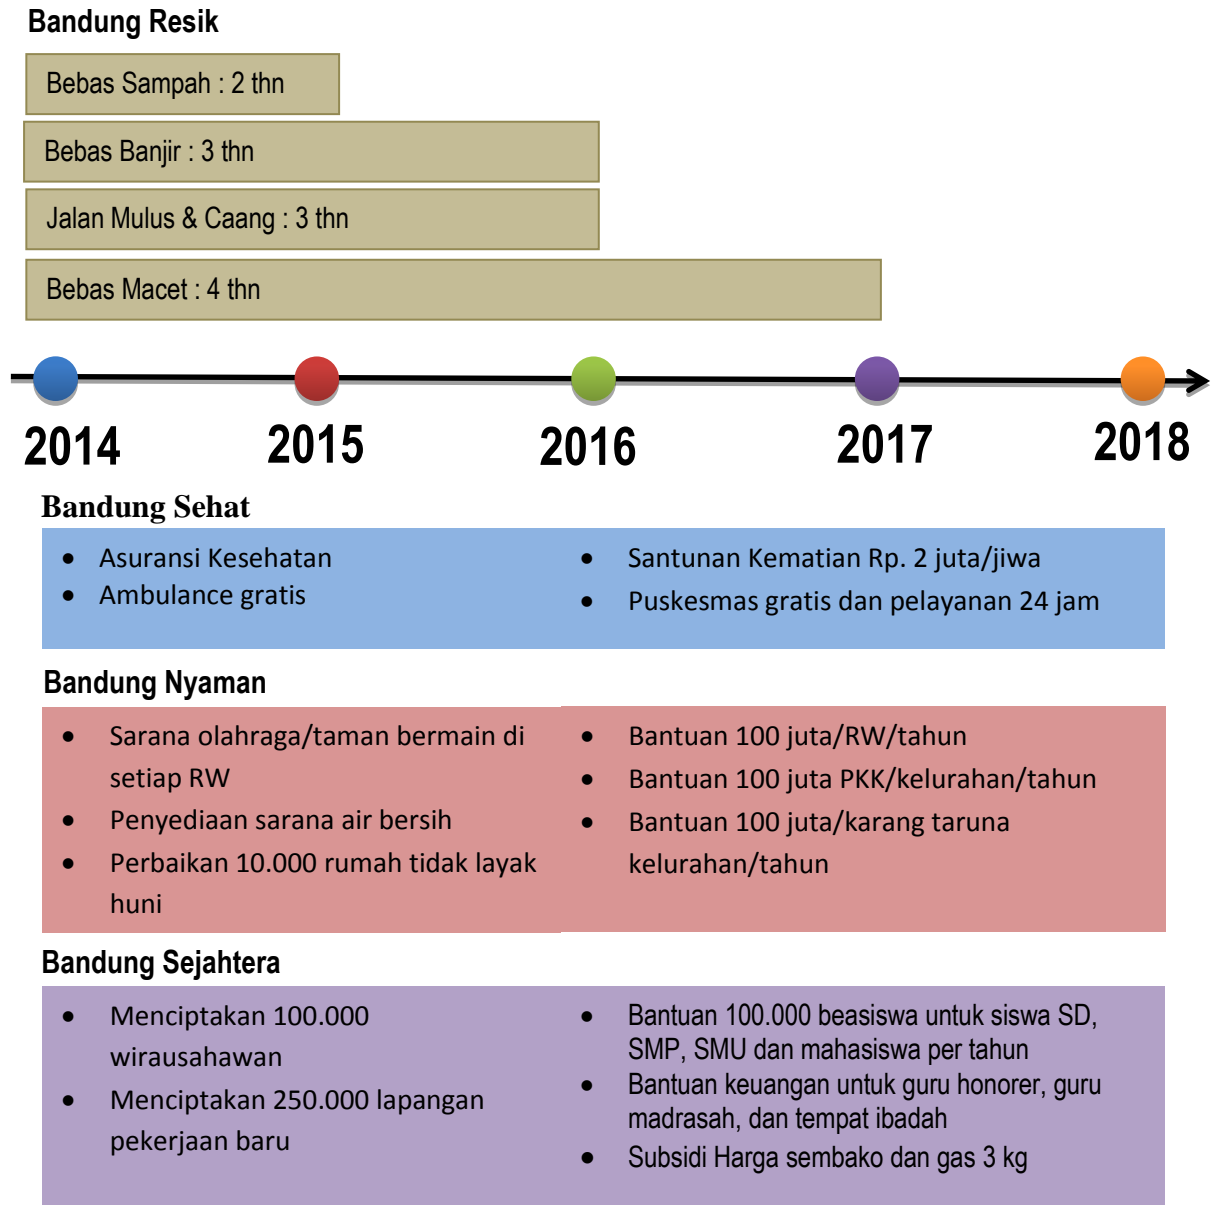 Bandung Resik
Bebas Sampah : 2 thn
Bebas Banjir : 3 thn
Jalan Mulus & Caang : 3 thn
Bebas Macet : 4 thn
2014 2015 2016 2017 2018
Bandung Sehat
• Asuransi Kesehatan
• Ambulance gratis
• Santunan Kematian Rp. 2 juta/jiwa
• Puskesmas gratis dan pelayanan 24 jam
Bandung Nyaman
• Sarana olahraga/taman bermain di
setiap RW
• Penyediaan sarana air bersih
• Perbaikan 10.000 rumah tidak layak
huni
• Bantuan 100 juta/RW/tahun
• Bantuan 100 juta PKK/kelurahan/tahun
• Bantuan 100 juta/karang taruna
kelurahan/tahun
Bandung Sejahtera
• Menciptakan 100.000
wirausahawan
• Menciptakan 250.000 lapangan
pekerjaan baru
• Bantuan 100.000 beasiswa untuk siswa SD,
SMP, SMU dan mahasiswa per tahun
• Bantuan keuangan untuk guru honorer, guru
madrasah, dan tempat ibadah
• Subsidi Harga sembako dan gas 3 kg